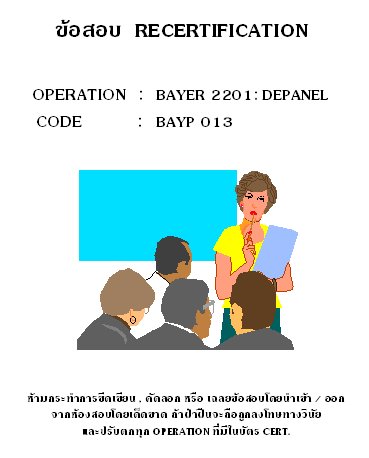 ข้อสอบ RECERTIFICATION
OPERATION : BAYER 2201: DEPANEL
CODE : BAYP 013
ห้ามกระทำการขีดเขียน , คัดลอก หรือ เฉลยข้อสอบโดยนำเข้า / ออก
จากห้องสอบโดยเด็ดขาด ถ้าฝ่าฝืนจะถือถูกลงโทษทางวินัย
และปรับตกทุก OPERATION ที่มีในบัตร CERT.